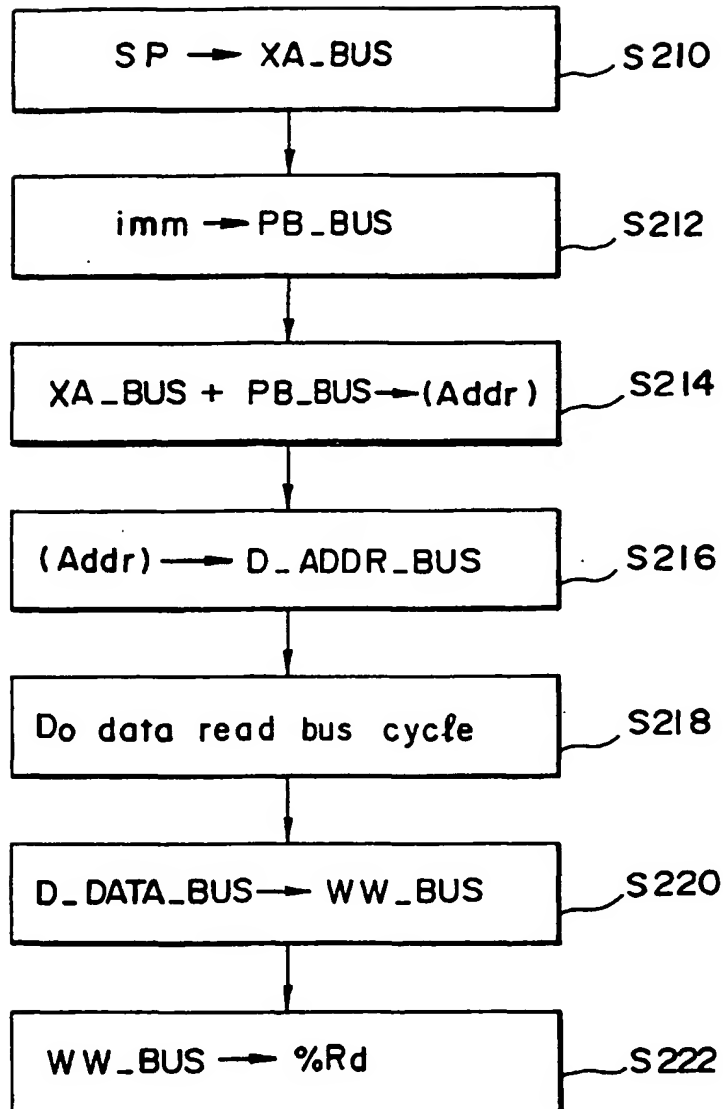 SP → XA_BUS S210
imm → PB_BUS S212
XA_BUS + PB_BUS → (Addr) S214
(Addr) → D_ADDR_BUS S216
Do data read bus cycle S218
D_DATA_BUS → WW_BUS S220
WW_BUS → %Rd S222